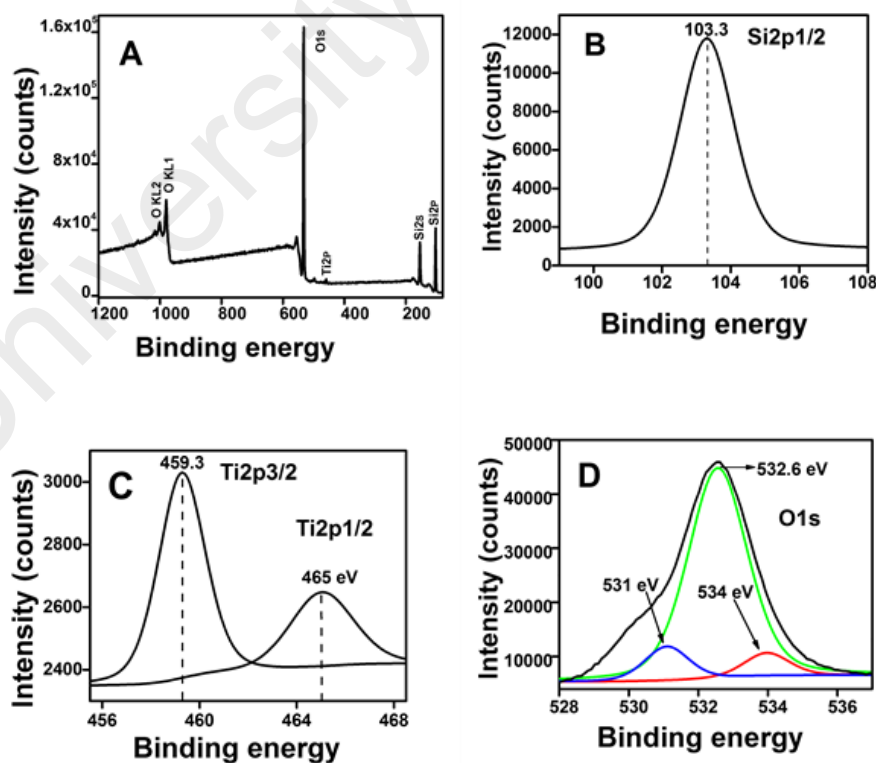 University
A
1.6x10⁵
1.2x10⁵
8x10⁴
4x10⁴
0
Intensity (counts)
O KL2
O KL1
O1S
Ti2P
Si2S
Si2P
1200 1000 800 600 400 200
Binding energy
B
103.3
Si2p1/2
12000
10000
8000
6000
4000
2000
0
Intensity (counts)
100 102 104 106 108
Binding energy
C
459.3
Ti2p3/2
Ti2p1/2
465 eV
3000
2800
2600
2400
Intensity (counts)
456 460 464 468
Binding energy
D
532.6 eV
O1s
531 eV
534 eV
50000
40000
30000
20000
10000
Intensity (counts)
528 530 532 534 536
Binding energy